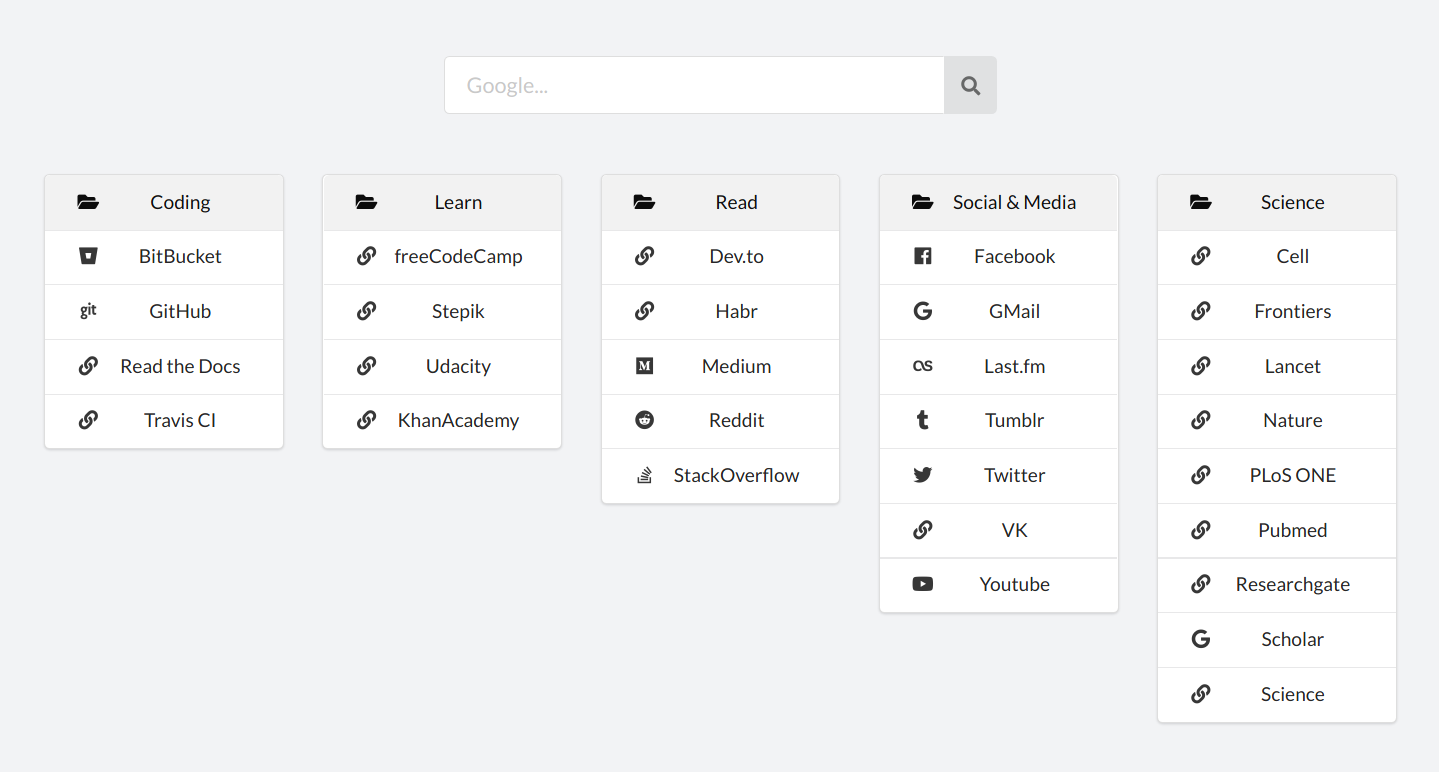 Google...
Coding
BitBucket
git
GitHub
Read the Docs
Travis CI
Learn
freeCodeCamp
Stepik
Udacity
KhanAcademy
Read
Dev.to
Habr
M
Medium
Reddit
StackOverflow
Social & Media
Facebook
G
GMail
Last.fm
Tumblr
Twitter
VK
Youtube
Science
Cell
Frontiers
Lancet
Nature
PLoS ONE
Pubmed
Researchgate
G
Scholar
Science